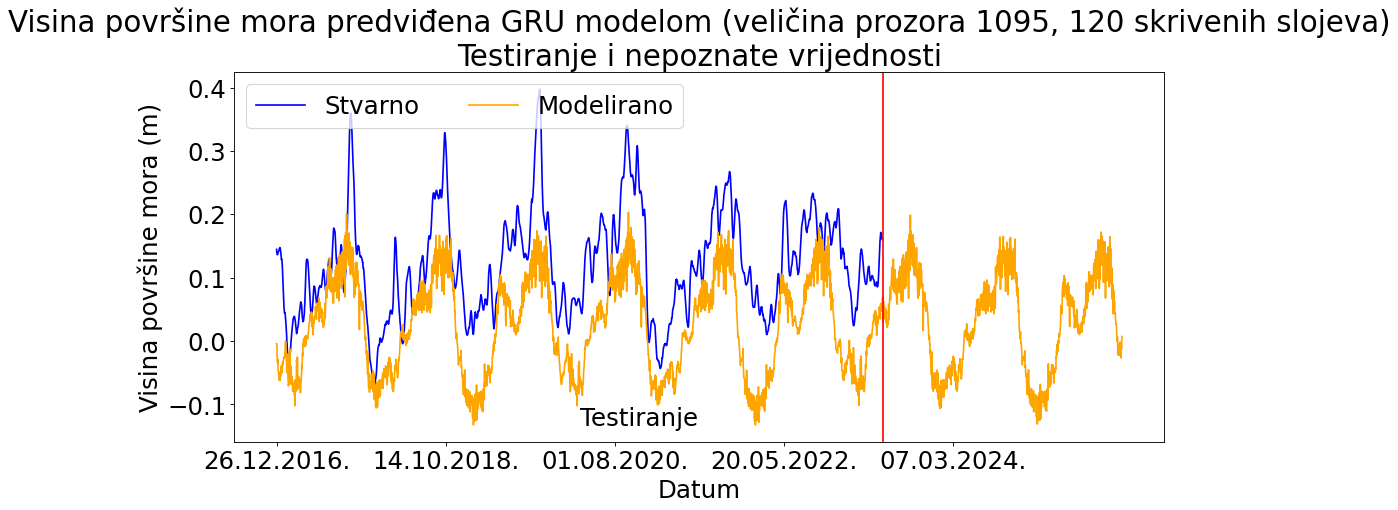 Visina površine mora predviđena GRU modelom (veličina prozora 1095, 120 skrivenih slojeva)
Testiranje i nepoznate vrijednosti
Stvarno
Modelirano
Visina površine mora (m)
0.4
0.3
0.2
0.1
0.0
−0.1
Testiranje
26.12.2016.
14.10.2018.
01.08.2020.
20.05.2022.
07.03.2024.
Datum